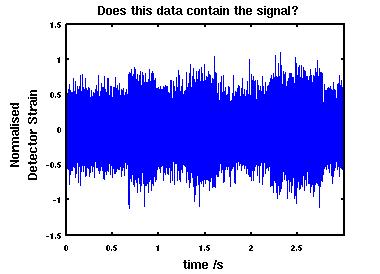 Does this data contain the signal?
1.5
1
0.5
0
-0.5
-1
-1.5
Normalised
Detector Strain
0 0.5 1 1.5 2 2.5
time /s